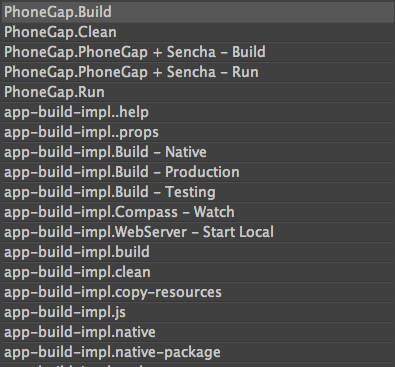 PhoneGap.Build
PhoneGap.Clean
PhoneGap.PhoneGap + Sencha – Build
PhoneGap.PhoneGap + Sencha – Run
PhoneGap.Run
app-build-impl..help
app-build-impl..props
app-build-impl.Build – Native
app-build-impl.Build – Production
app-build-impl.Build – Testing
app-build-impl.Compass – Watch
app-build-impl.WebServer – Start Local
app-build-impl.build
app-build-impl.clean
app-build-impl.copy-resources
app-build-impl.js
app-build-impl.native
app-build-impl.native-package